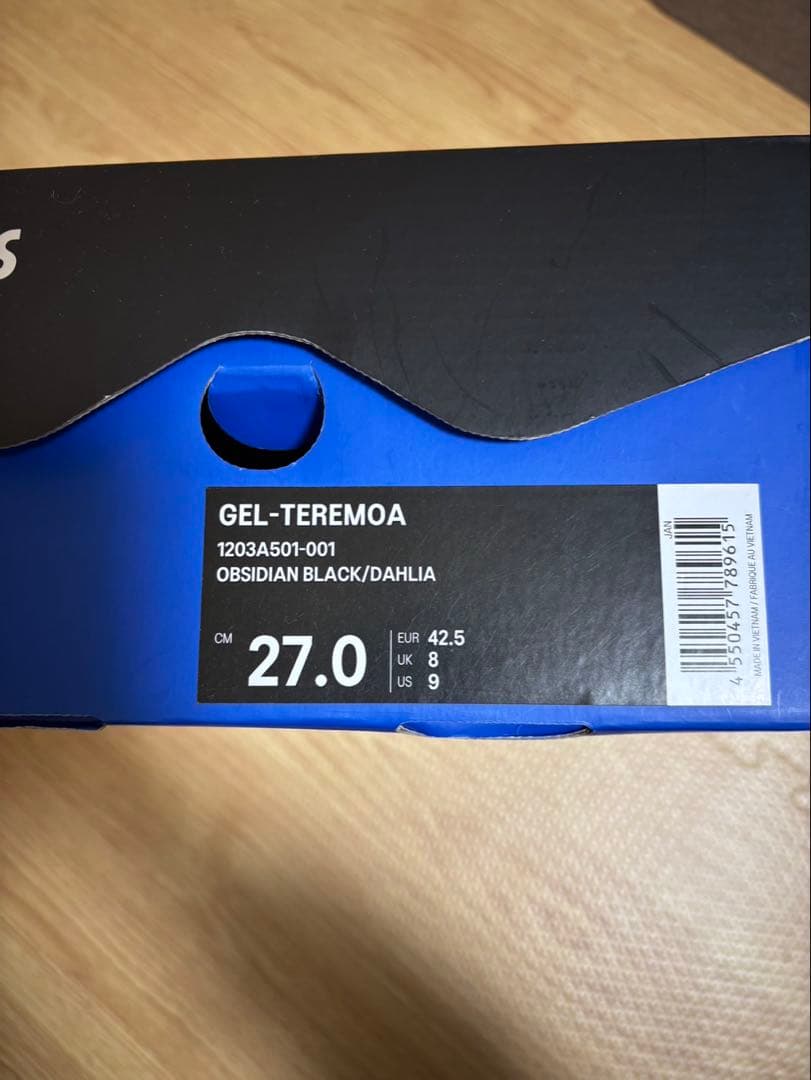 s
GEL-TEREMOA
1203A501-001
OBSIDIAN BLACK/DAHLIA
CM 27.0
EUR 42.5
UK 8
US 9
JAN
4 550457 789615
MADE IN VIETNAM / FABRIQUE AU VIETNAM